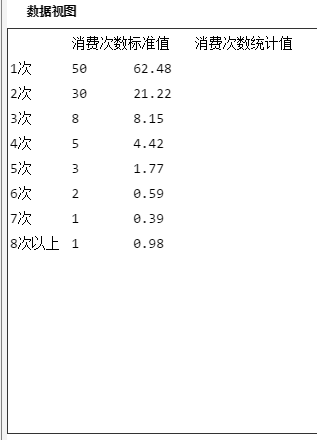 数据视图
消费次数标准值 消费次数统计值
1次 50 62.48
2次 30 21.22
3次 8 8.15
4次 5 4.42
5次 3 1.77
6次 2 0.59
7次 1 0.39
8次以上 1 0.98